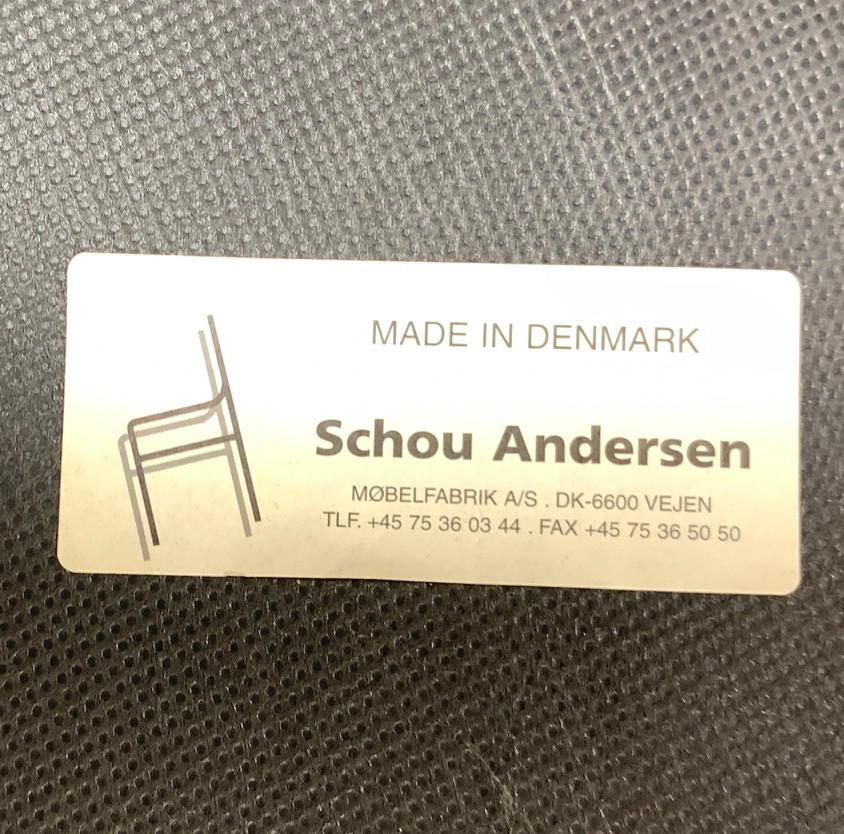 MADE IN DENMARK
Schou Andersen
MØBELFABRIK A/S . DK-6600 VEJEN
TLF. +45 75 36 03 44 . FAX +45 75 36 50 50